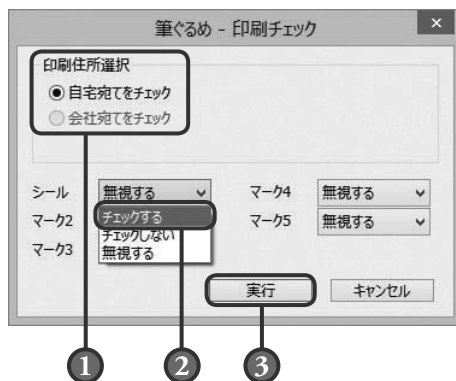 筆ぐるめ - 印刷チェック
×
印刷住所選択
自宅宛てをチェック
会社宛てをチェック
シール 無視する マーク4 無視する
マーク2 チェックする マーク5 無視する
チェックしない
マーク3 無視する
実行 キャンセル
1 2 3